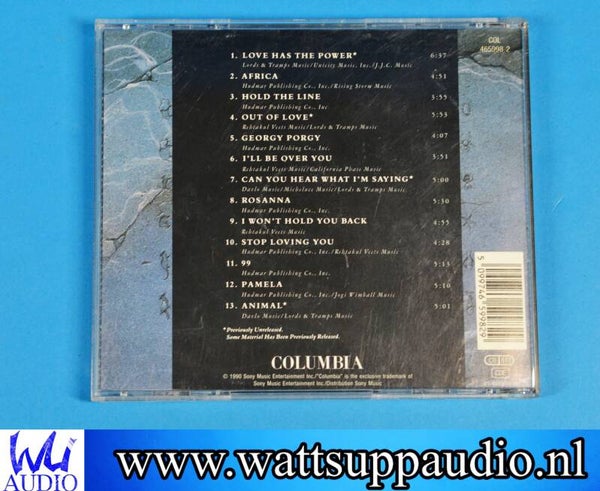 COL
465998 2
1. LOVE HAS THE POWER* 6:37
Lords & Tramps Music/Unicity Music, Inc./J.J.C. Music
2. AFRICA 4:51
Hudmar Publishing Co., Inc./Rising Storm Music
3. HOLD THE LINE 3:55
Hudmar Publishing Co., Inc.
4. OUT OF LOVE* 5:53
Rehtakul Veets Music/Lords & Tramps Music
5. GEORGY PORGY 4:07
Hudmar Publishing Co., Inc.
6. I'LL BE OVER YOU 3:51
Rehtakul Veets Music/California Phase Music
7. CAN YOU HEAR WHAT I'M SAYING* 5:00
Music/Lords & Tramps Music
8. ROSANNA 5:30
Hudmar Publishing Co., Inc.
9. I WON'T HOLD YOU BACK 4:55
Rehtakul Veets Music
10. STOP LOVING YOU 4:28
Hudmar Publishing Co., Inc./Rehtakul Veets Music
11. 99 5:13
Hudmar Publishing Co., Inc.
12. PAMELA 5:10
Hudmar Publishing Co., Inc./Jogi Wimball Music
13. ANIMAL* 5:01
Music/Lords & Tramps Music
*Previously Unreleased.
Some Material Has Been Previously Released.
COLUMBIA
© 1990 Sony Music Entertainment Inc./"Columbia" is the exclusive trademark of
Sony Music Entertainment Inc./Distribution Sony Music
5 099746 599829
WU
AUDIO
www.wattsuppaudio.nl